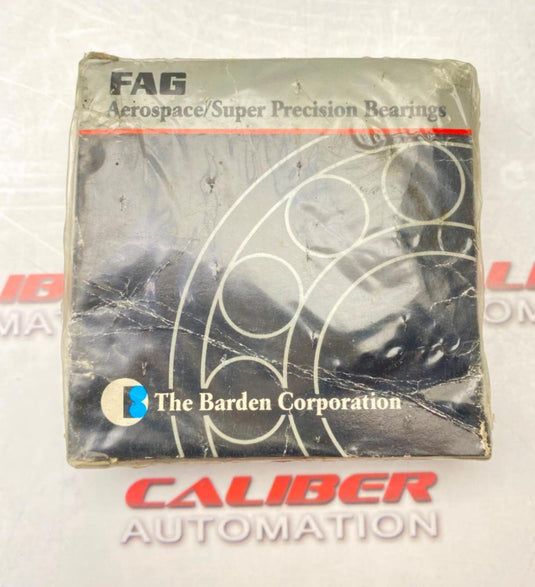 FAG
Aerospace/Super Precision Bearings
The Barden Corporation
CALIBER
AUTOMATION